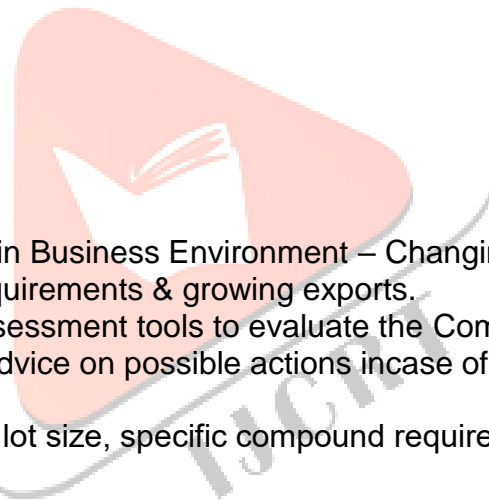 in Business Environment – Changin
quirements & growing exports.
sessment tools to evaluate the Com
dvice on possible actions incase of
lot size, specific compound require
IJCRT